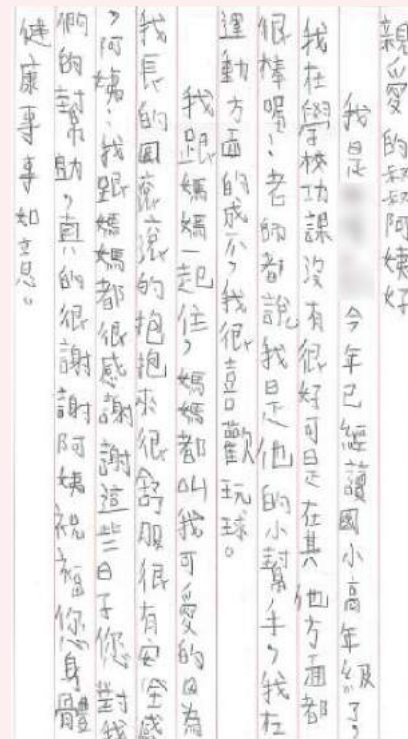 親愛的叔叔阿姨好
我是今年已經讀國小高年級了,
我在學校功課沒有很好可是在其他方面都
很棒喔!老師都說我是他的小幫手,我在
運動方面的成,我很喜歡玩球。
我跟媽媽一起住,媽媽都叫我可愛的因為
我長的圓滾滾的抱抱來很舒服很有安全感
,阿姨:我跟媽媽都很感謝謝這些日子您對我
們的幫助,真的很謝謝阿姨祝福您身體
健康事事如意。